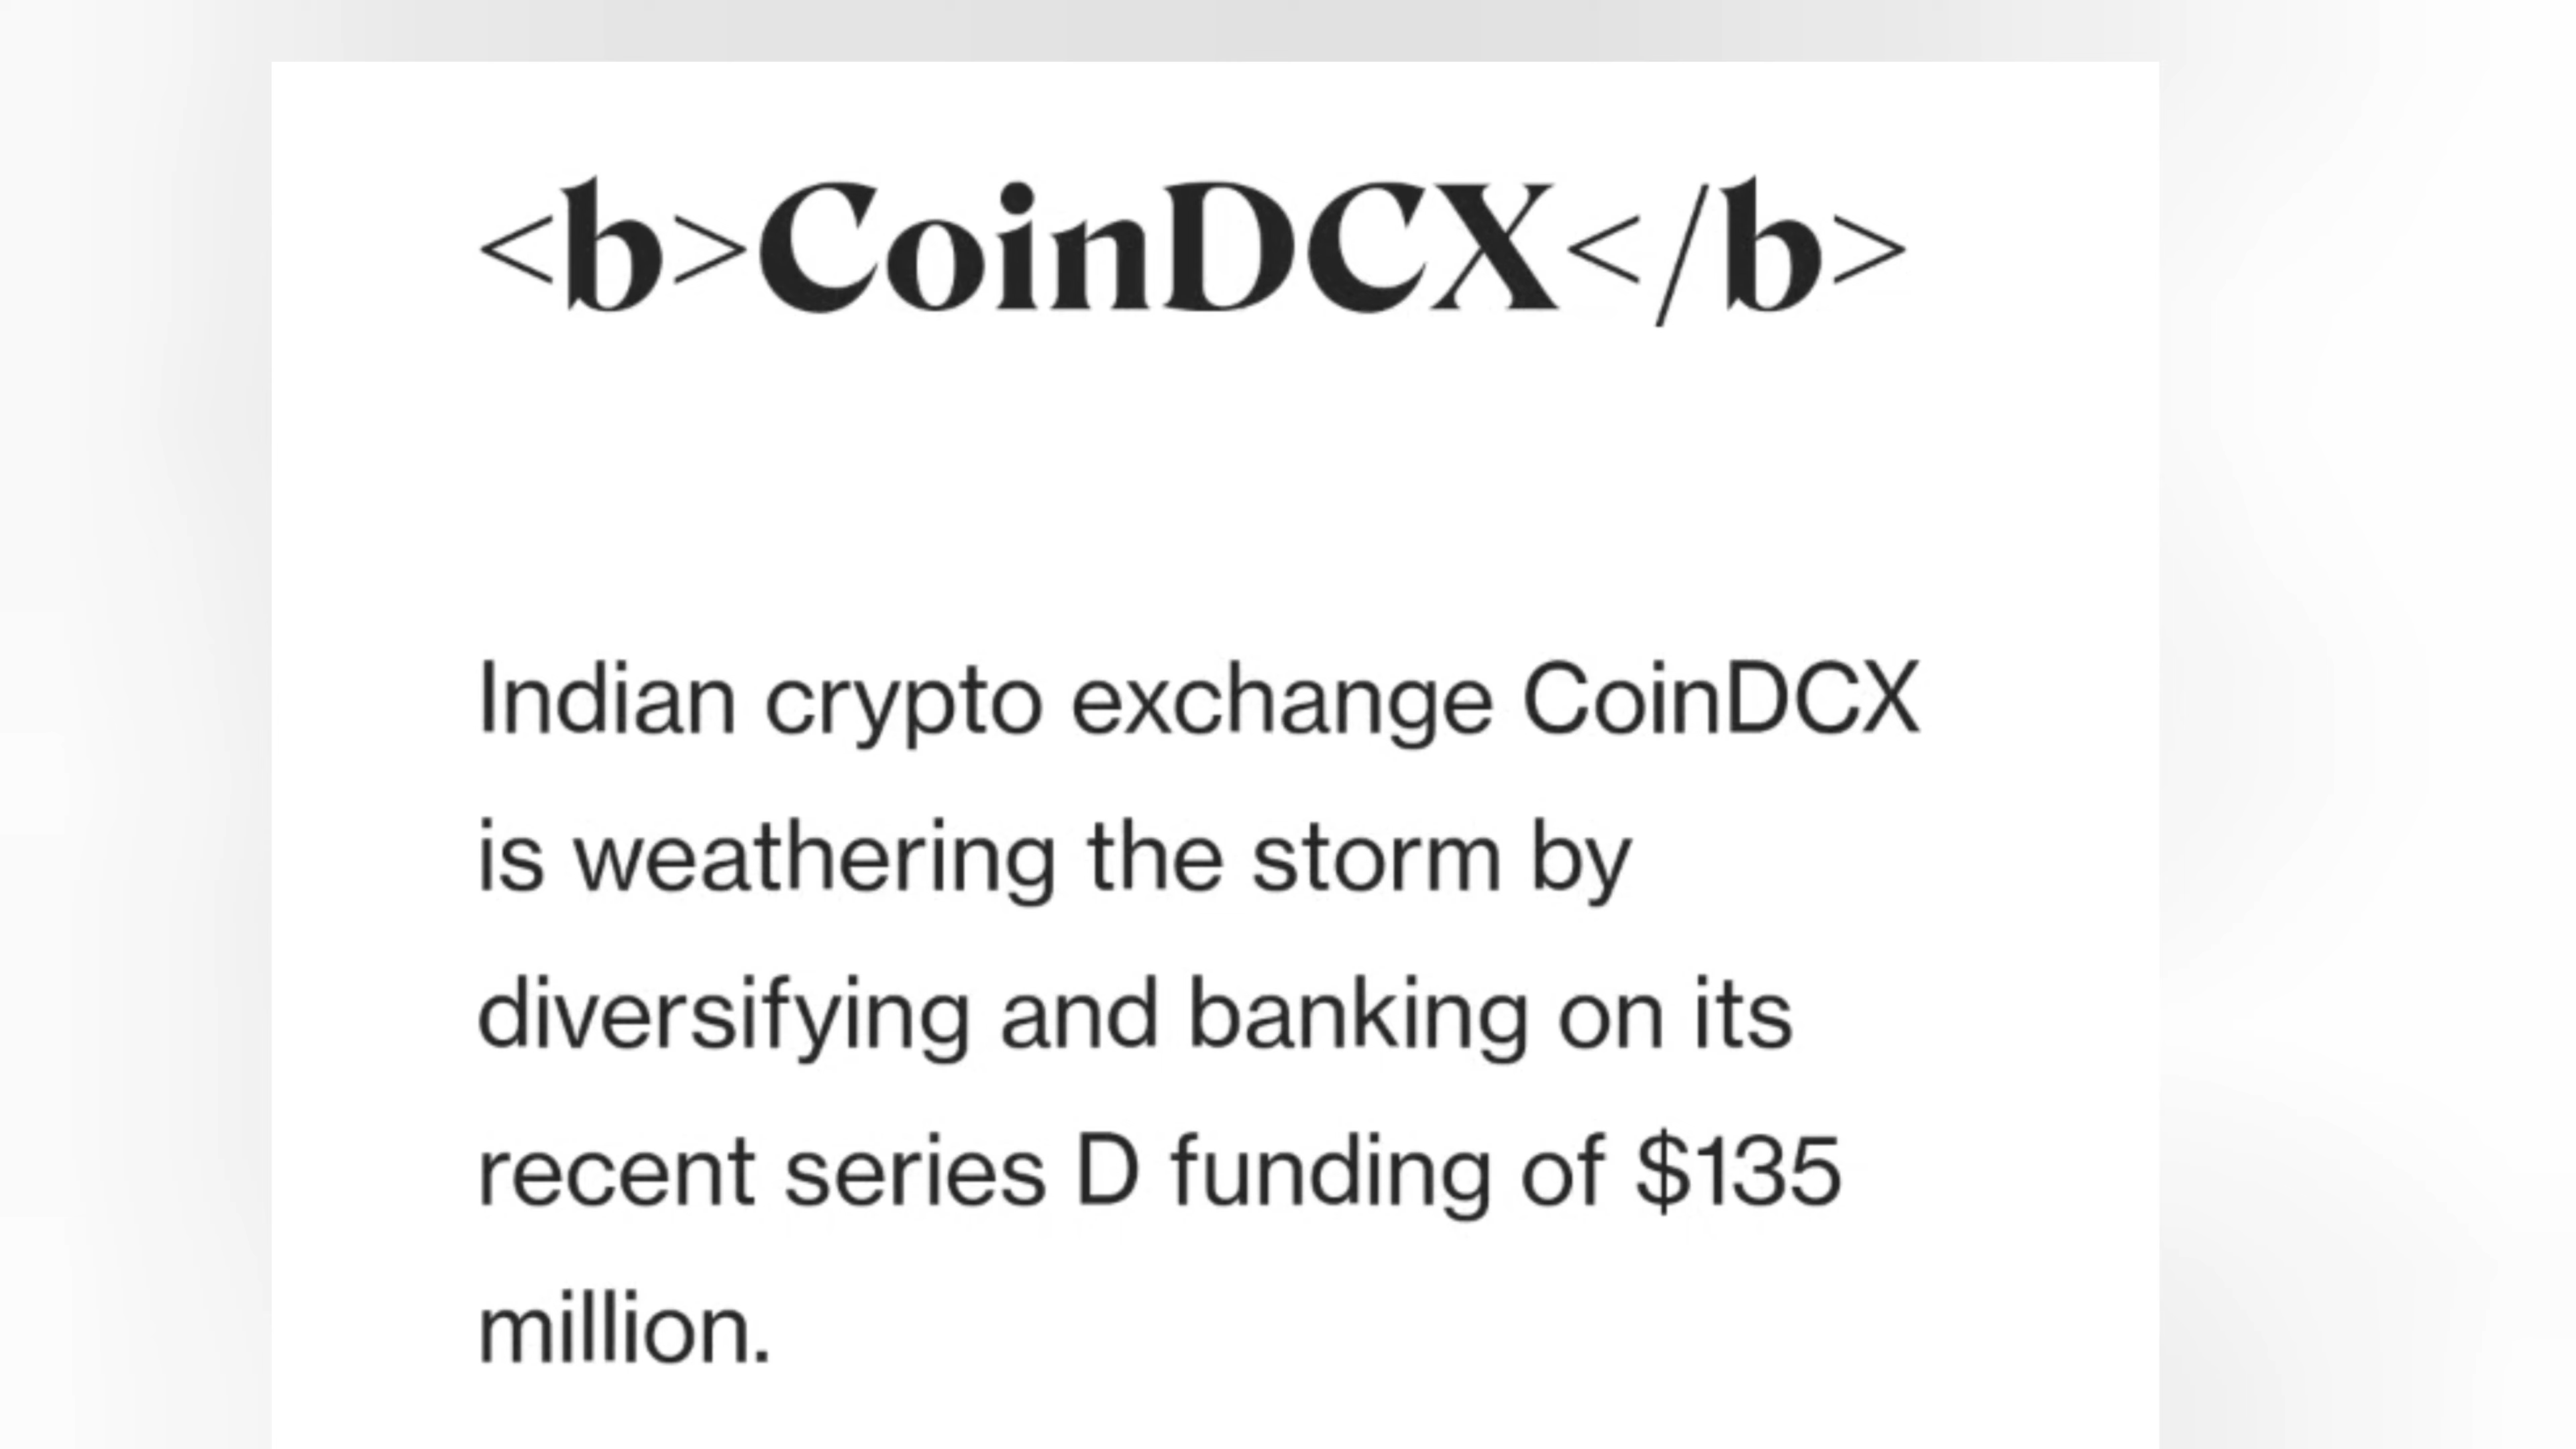 <b>CoinDCX</b>
Indian crypto exchange CoinDCX
is weathering the storm by
diversifying and banking on its
recent series D funding of $135
million.